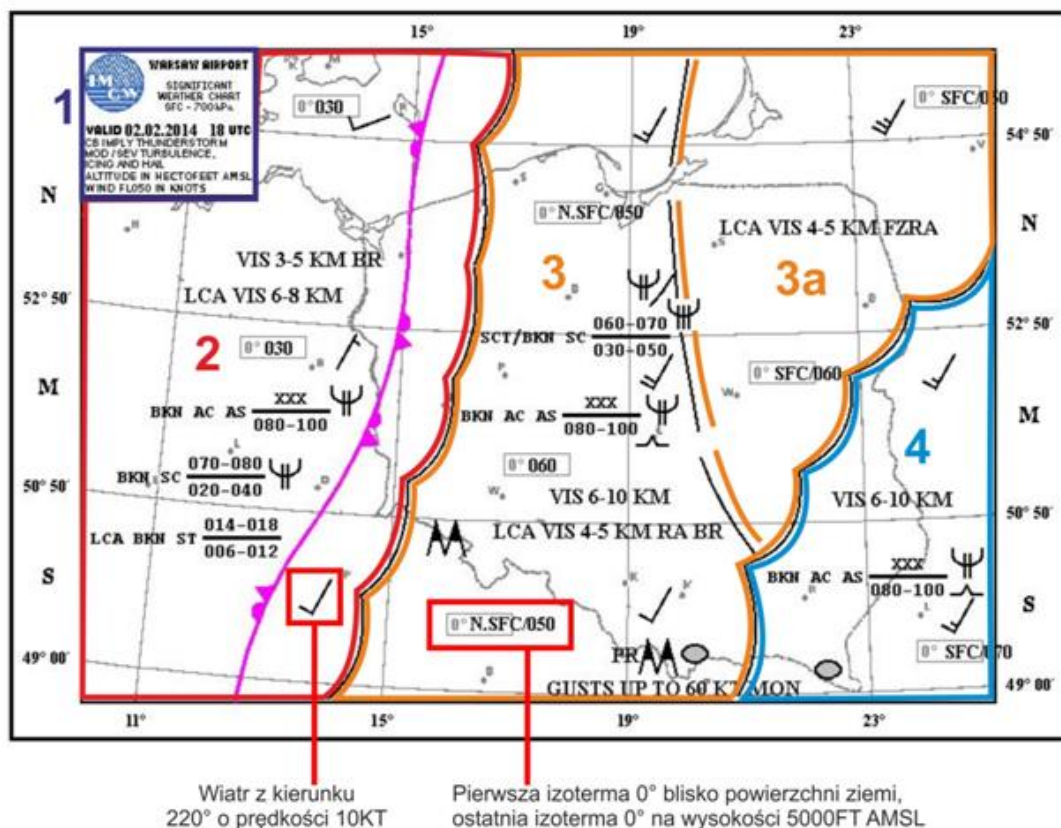 15° 19° 23°
1
IMGW
WARSAW AIRPORT
SIGNIFICANT
WEATHER CHART
SFC - 700hPa.
VALID 02.02.2014 18 UTC
CB IMPLY THUNDERSTORM
MOD / SEV TURBULENCE,
ICING AND HAIL
ALTITUDE IN HECTOFEET AMSL
WIND FL050 IN KNOTS
0° 030
0° SFC/050
54° 50'
N
N
0° N.SFC/050
LCA VIS 4-5 KM FZRA
VIS 3-5 KM BR
3
3a
LCA VIS 6-8 KM
52° 50'
52° 50'
2
0° 030
SCT/BKN SC 060-070
030-050
0° SFC/060
M
M
BKN AC AS XXX
080-100
BKN AC AS XXX
080-100
4
BKN SC 070-080
020-040
0° 060
50° 50'
50° 50'
VIS 6-10 KM
VIS 6-10 KM
LCA BKN ST 014-018
006-012
LCA VIS 4-5 KM RA BR
BKN AC AS XXX
080-100
S
S
0° N.SFC/050
0° SFC/070
49° 00'
49° 00'
GUSTS UP TO 60 KT MON
11° 15° 19° 23°
Wiatr z kierunku
220° o prędkości 10KT
Pierwsza izoterma 0° blisko powierzchni ziemi,
ostatnia izoterma 0° na wysokości 5000FT AMSL